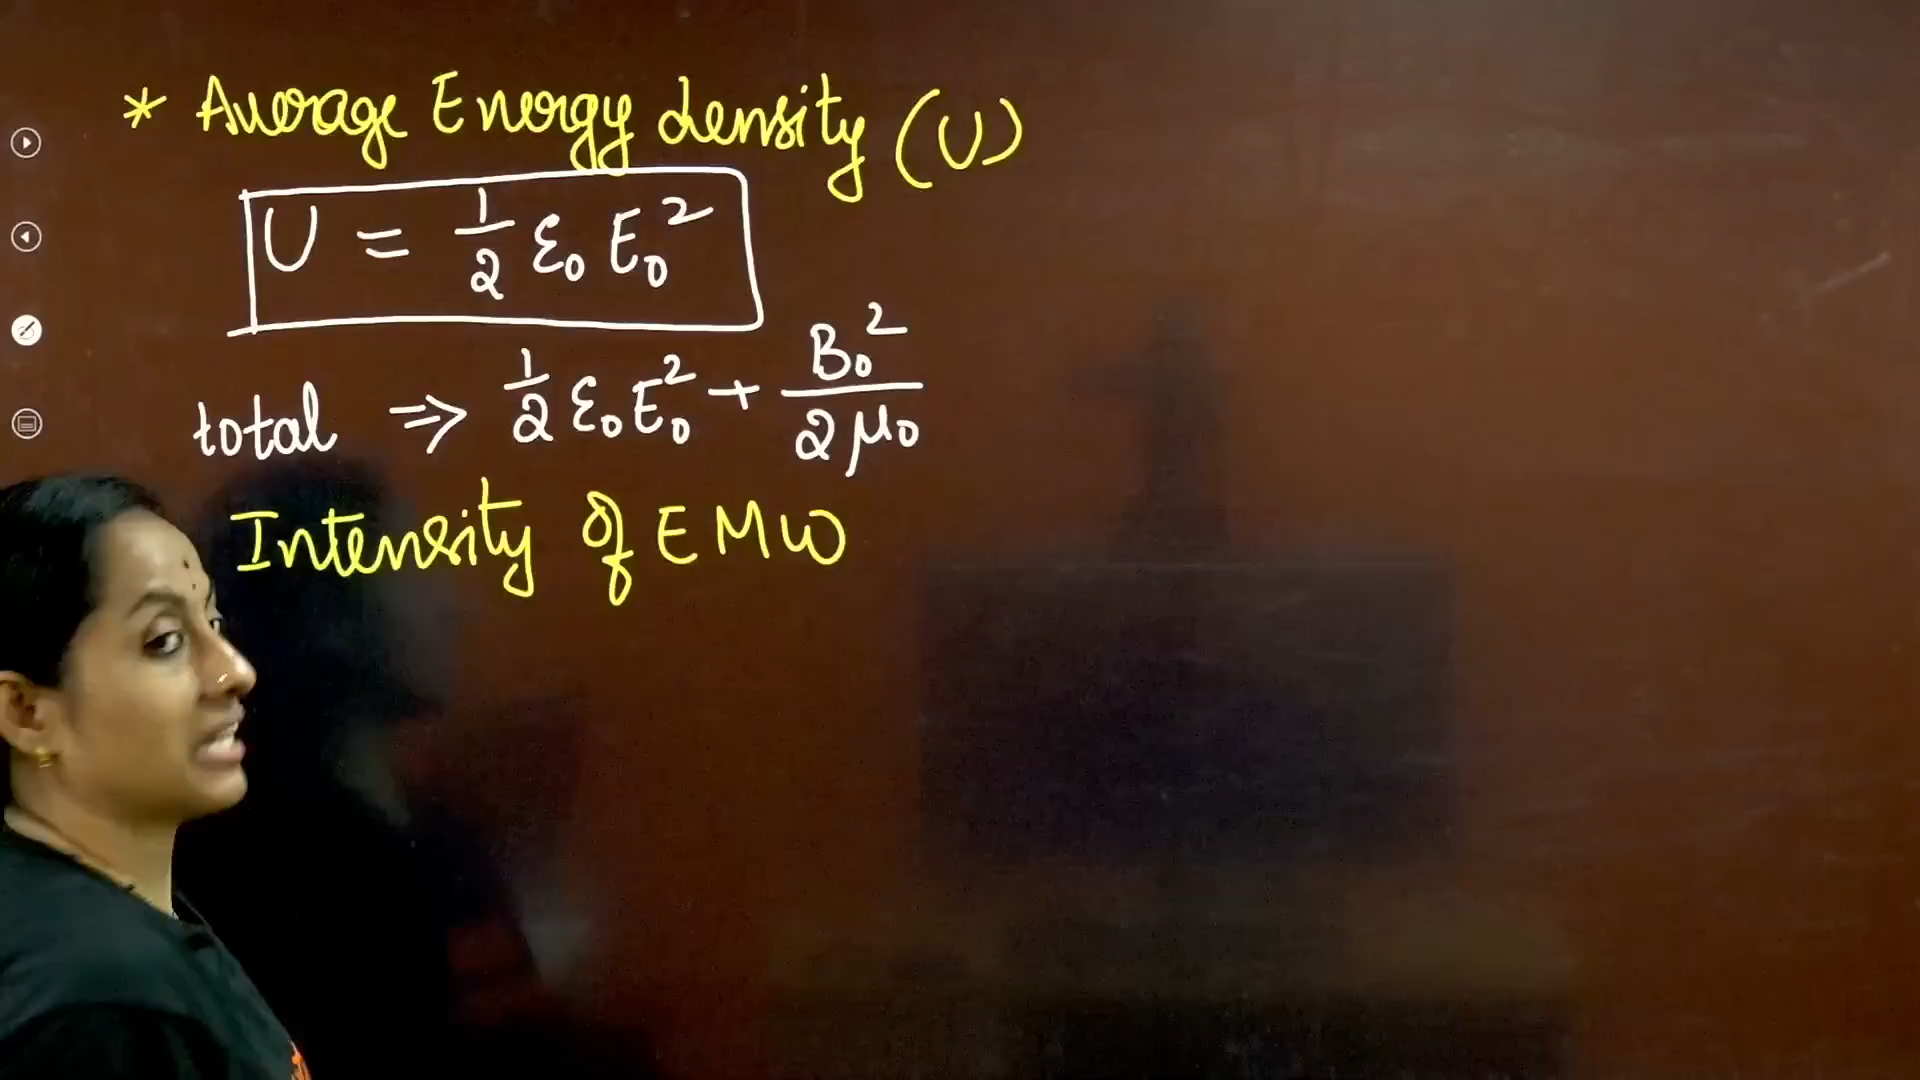 * Average Energy density (U)
U = 1/2 ε₀ E₀²
total ⇒ 1/2 ε₀ E₀² + B₀²/2μ₀
Intensity of EMW